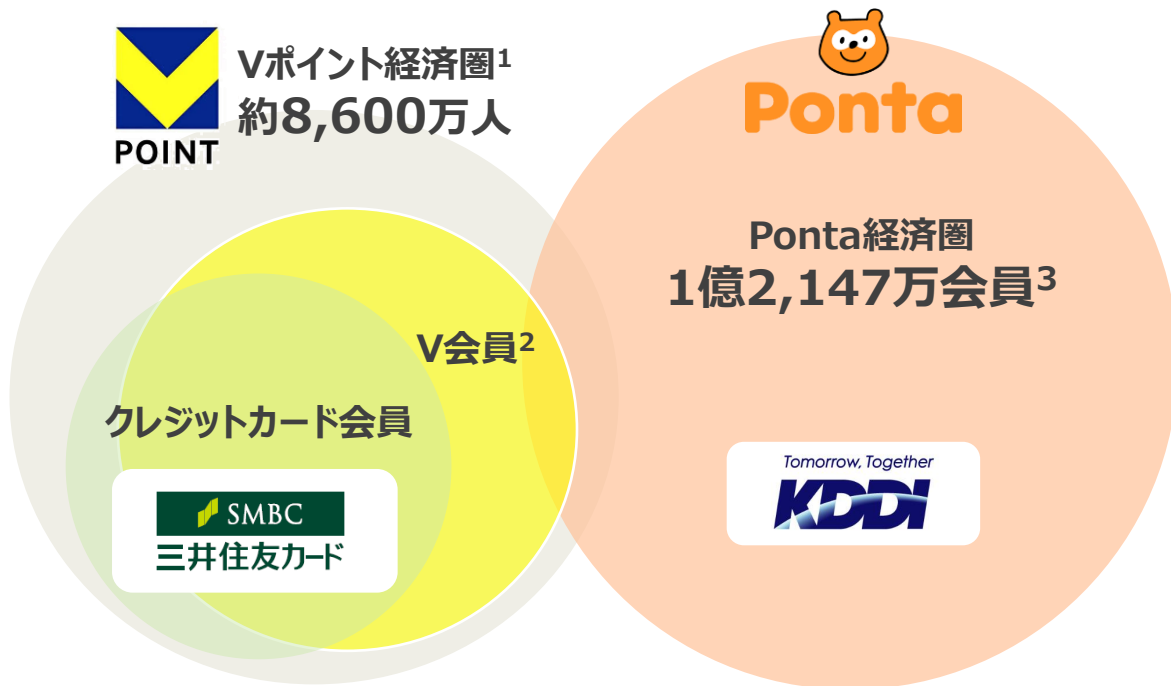 Vポイント経済圏1
約8,600万人
POINT
Ponta
Ponta経済圏
1億2,147万会員3
V会員2
クレジットカード会員
SMBC
三井住友カード
Tomorrow, Together
KDDI